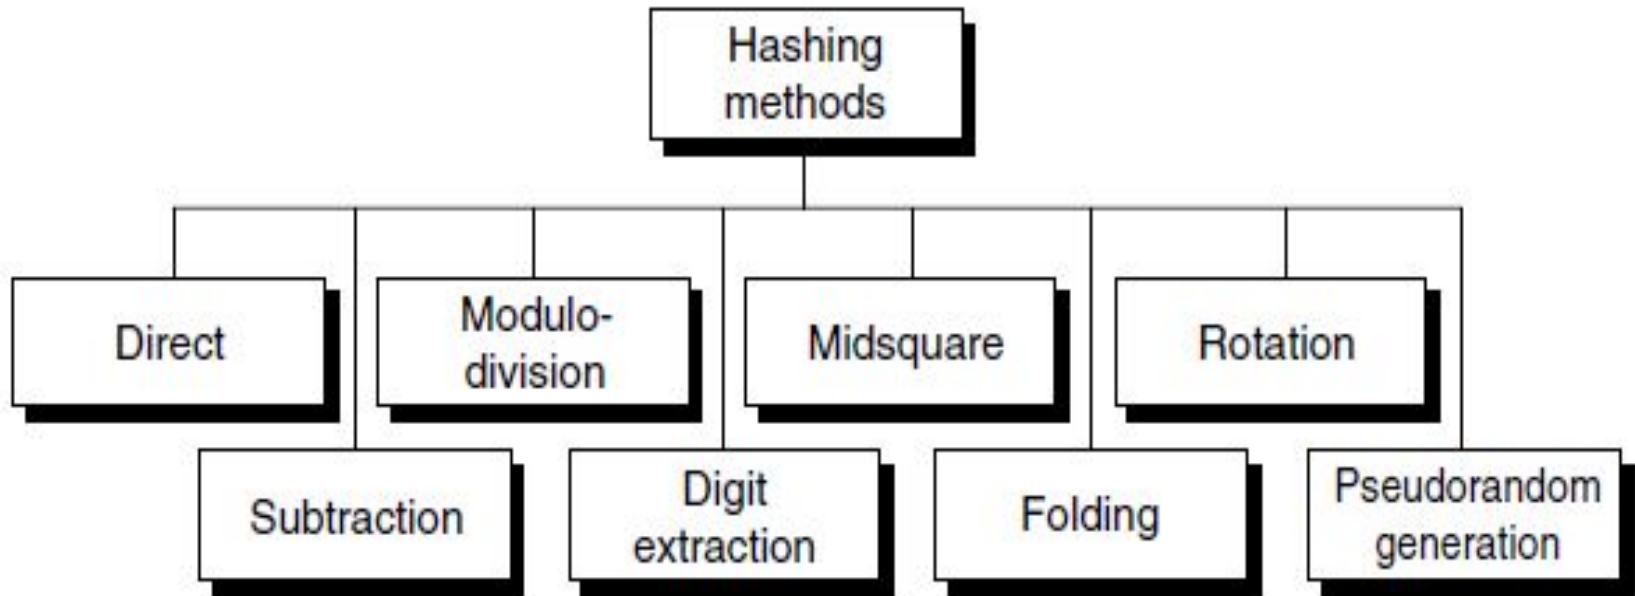 Hashing
methods
Direct
Modulo-
division
Midsquare
Rotation
Subtraction
Digit
extraction
Folding
Pseudorandom
generation